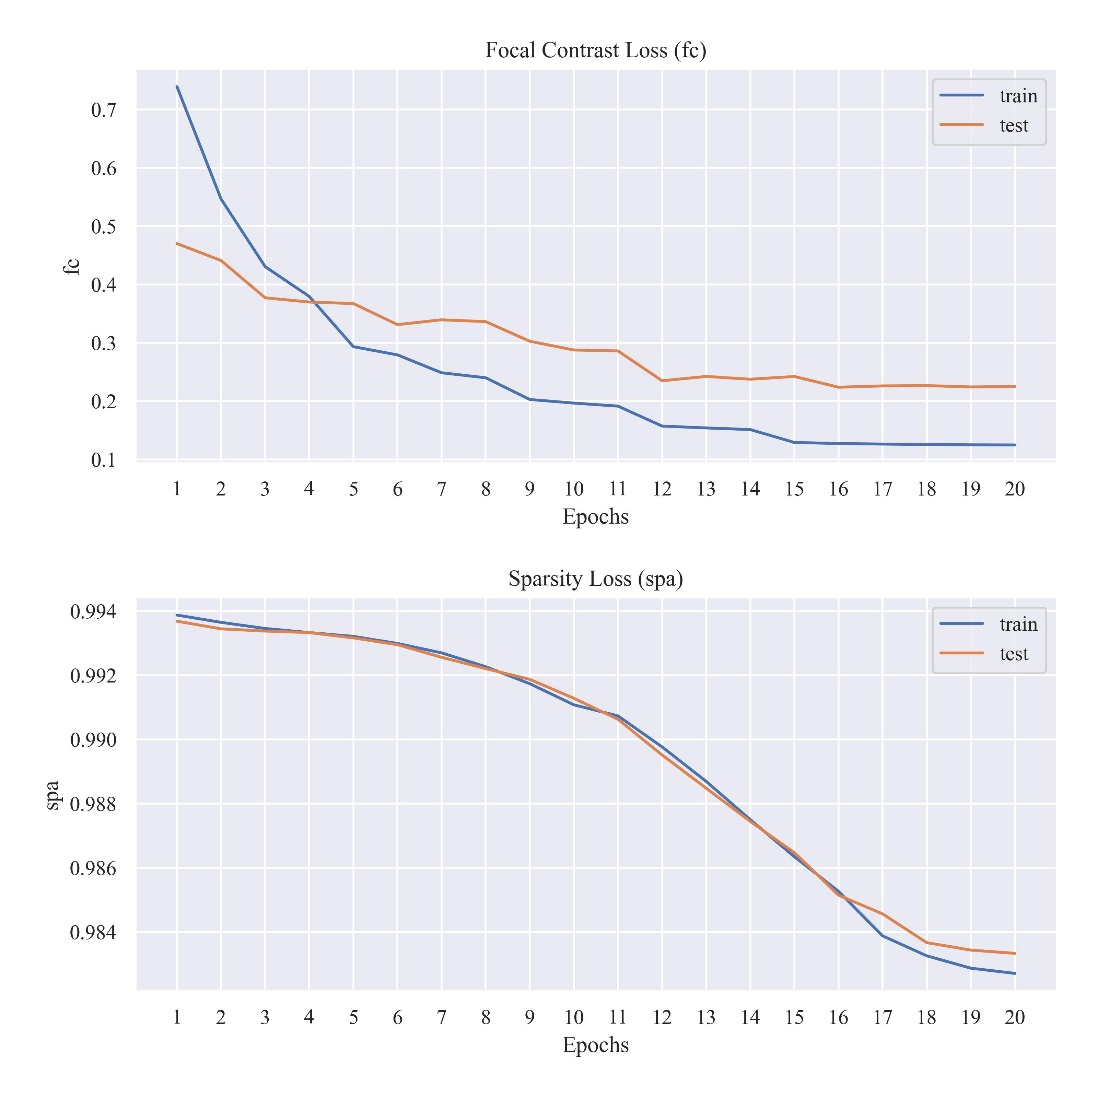 Focal Contrast Loss (fc)
train
test
0.7
0.6
0.5
0.4
0.3
0.2
0.1
fc
1 2 3 4 5 6 7 8 9 10 11 12 13 14 15 16 17 18 19 20
Epochs
Sparsity Loss (spa)
train
test
0.994
0.992
0.990
0.988
0.986
0.984
spa
1 2 3 4 5 6 7 8 9 10 11 12 13 14 15 16 17 18 19 20
Epochs